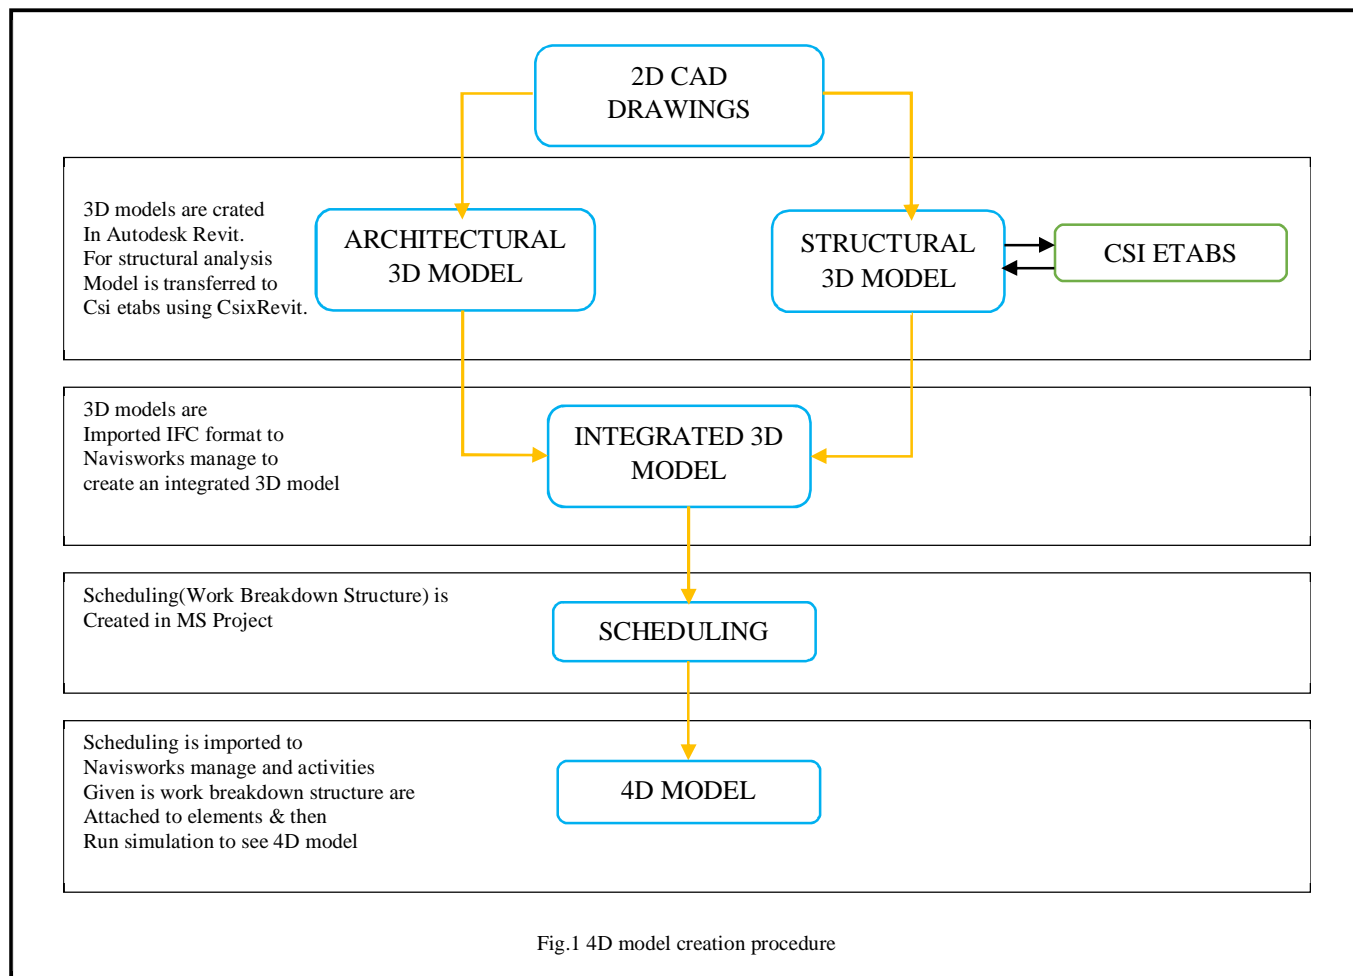 2D CAD
DRAWINGS
3D models are crated
In Autodesk Revit.
For structural analysis
Model is transferred to
Csi etabs using CsixRevit.
ARCHITECTURAL
3D MODEL
STRUCTURAL
3D MODEL
CSI ETABS
3D models are
Imported IFC format to
Navisworks manage to
create an integrated 3D model
INTEGRATED 3D
MODEL
Scheduling(Work Breakdown Structure) is
Created in MS Project
SCHEDULING
Scheduling is imported to
Navisworks manage and activities
Given is work breakdown structure are
Attached to elements & then
Run simulation to see 4D model
4D MODEL
Fig.1 4D model creation procedure